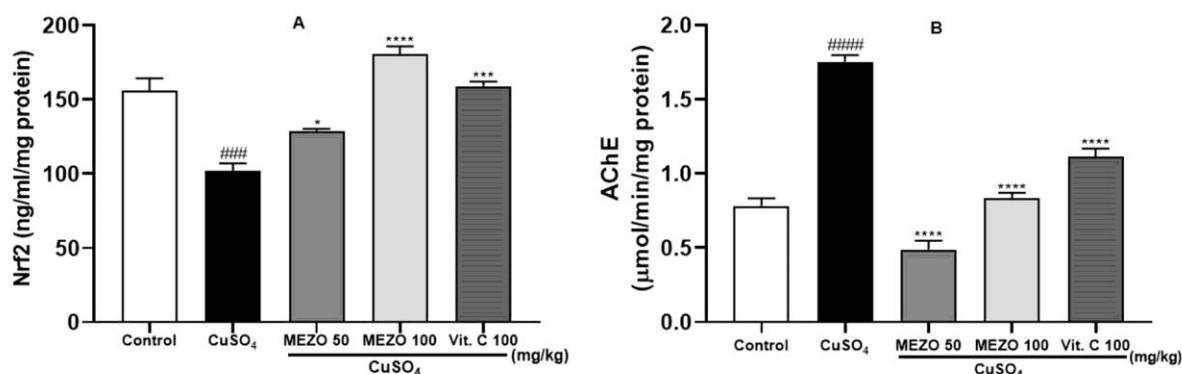 A
Nrf2 (ng/ml/mg protein)
200
150
100
50
0
###
*
****
***
Control
CuSO₄
MEZO 50
MEZO 100
Vit. C 100
(mg/kg)
CuSO₄
B
AChE
(μmol/min/mg protein)
2.0
1.5
1.0
0.5
0.0
####
****
****
****
Control
CuSO₄
MEZO 50
MEZO 100
Vit. C 100
(mg/kg)
CuSO₄